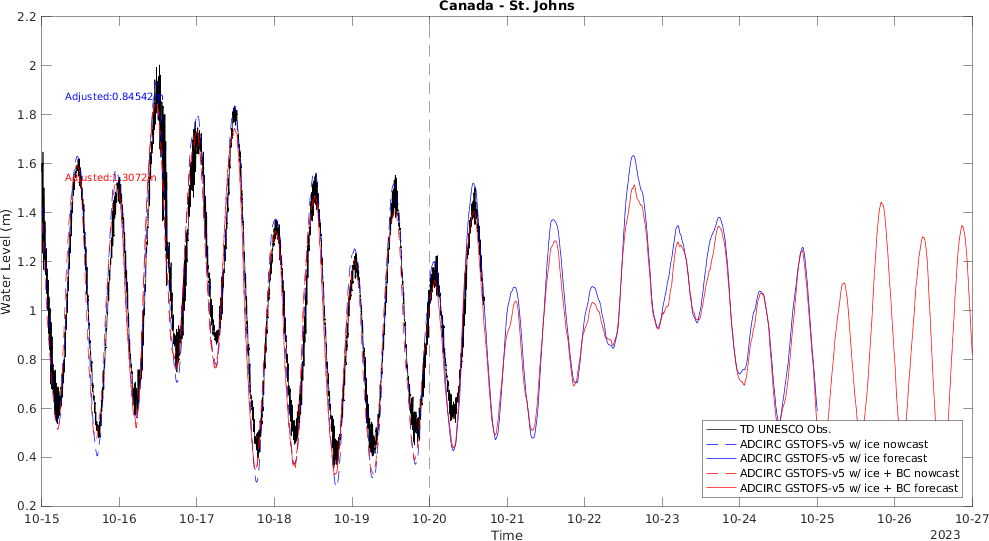 Canada - St. Johns
2.2
2
1.8
1.6
1.4
1.2
1
0.8
0.6
0.4
0.2
Water Level (m)
Adjusted:0.84542m
Adjusted:1.3072m
10-15 10-16 10-17 10-18 10-19 10-20 10-21 10-22 10-23 10-24 10-25 10-26 10-27
Time
2023
TD UNESCO Obs.
ADCIRC GSTOFS-v5 w/ ice nowcast
ADCIRC GSTOFS-v5 w/ ice forecast
ADCIRC GSTOFS-v5 w/ ice + BC nowcast
ADCIRC GSTOFS-v5 w/ ice + BC forecast